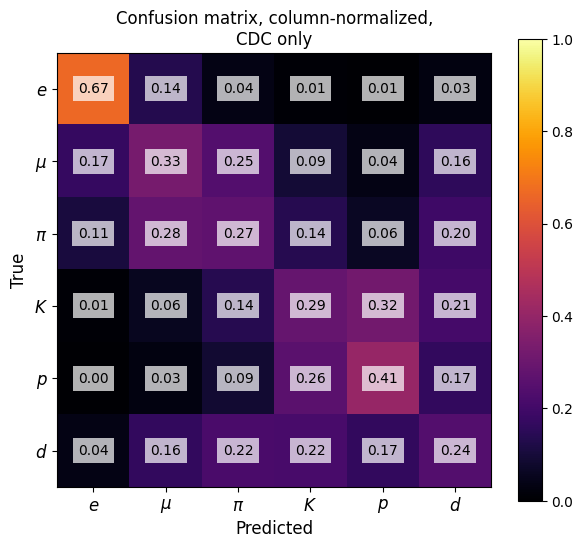 Confusion matrix, column-normalized,
CDC only
1.0
e 0.67 0.14 0.04 0.01 0.01 0.03
0.8
μ 0.17 0.33 0.25 0.09 0.04 0.16
π 0.11 0.28 0.27 0.14 0.06 0.20
0.6
True
K 0.01 0.06 0.14 0.29 0.32 0.21
0.4
p 0.00 0.03 0.09 0.26 0.41 0.17
0.2
d 0.04 0.16 0.22 0.22 0.17 0.24
0.0
e μ π K p d
Predicted